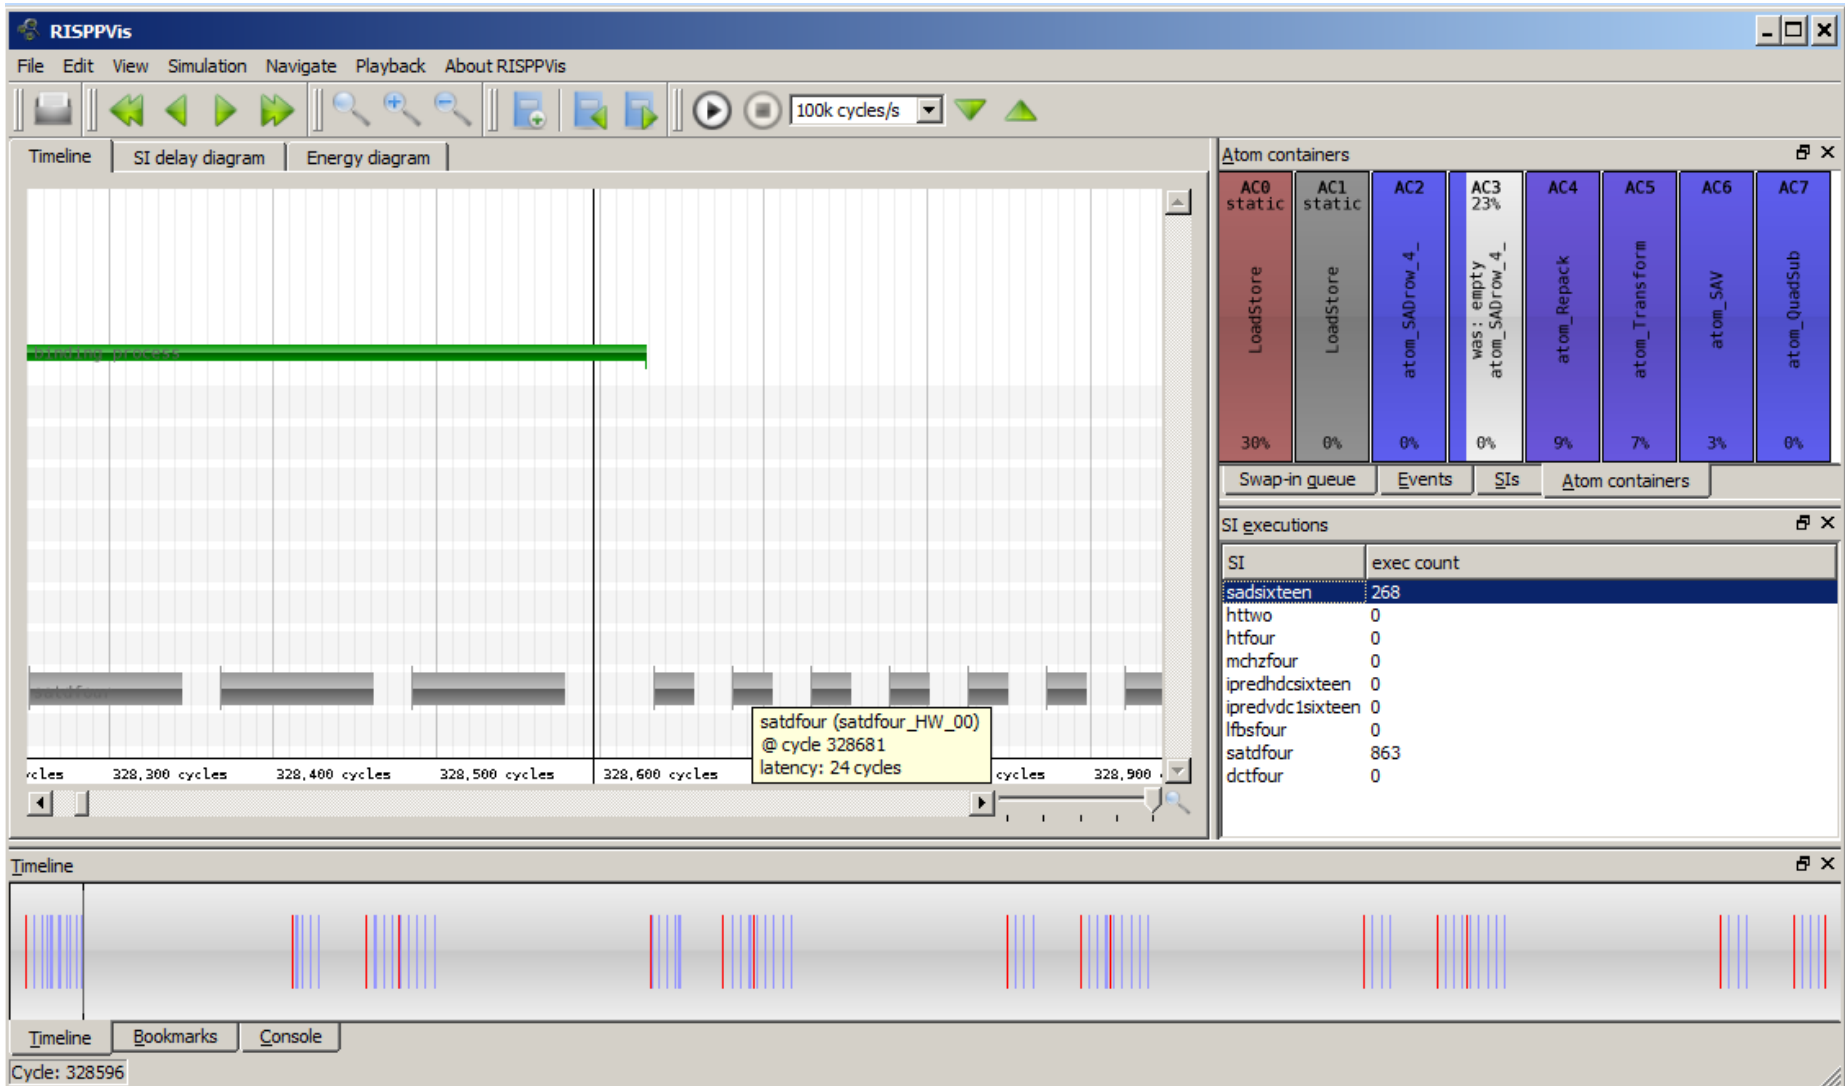 RISPPVis
File Edit View Simulation Navigate Playback About RISPPVis
100k cycles/s
Timeline SI delay diagram Energy diagram
binding process
satdfour
satdfour (satdfour_HW_00)
@ cycle 328681
latency: 24 cycles
cycles 328,300 cycles 328,400 cycles 328,500 cycles 328,600 cycles cycles 328,900
Atom containers
AC0 static LoadStore 30%
AC1 static LoadStore 0%
AC2 atom_SADrow_4_ 0%
AC3 23% was: empty atom_SADrow_4_ 0%
AC4 atom_Repack 9%
AC5 atom_Transform 7%
AC6 atom_SAV 3%
AC7 atom_QuadSub 0%
Swap-in queue Events SIs Atom containers
SI executions
SI exec count
sadsixteen 268
httwo 0
htfour 0
mchzfour 0
ipredhdcsixteen 0
ipredvdc1sixteen 0
lfbsfour 0
satdfour 863
dctfour 0
Timeline
Timeline Bookmarks Console
Cycle: 328596